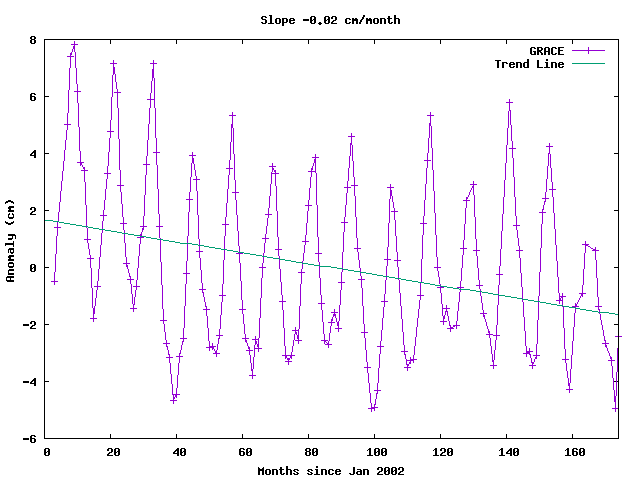 Slope -0.02 cm/month
GRACE
Trend Line
8
6
4
2
0
-2
-4
-6
Anomaly (cm)
0 20 40 60 80 100 120 140 160
Months since Jan 2002